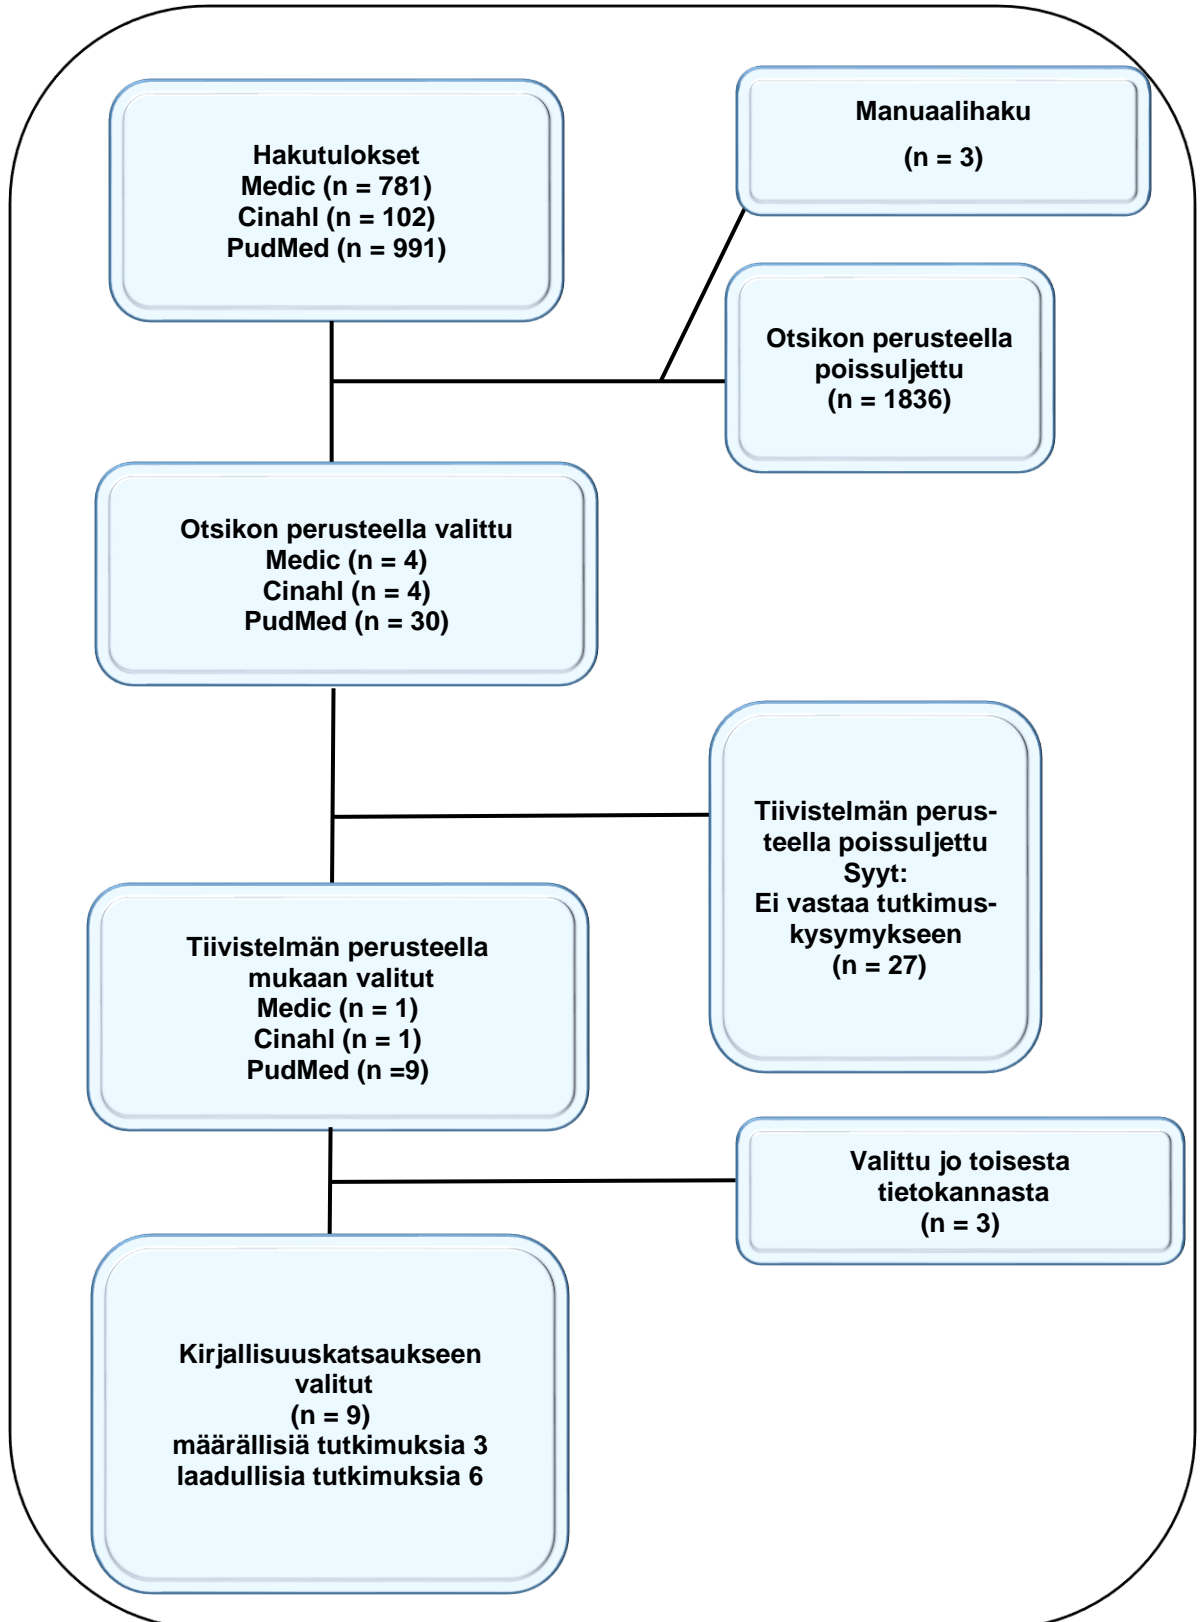 Hakutulokset
Medic (n = 781)
Cinahl (n = 102)
PudMed (n = 991)
Manuaalihaku
(n = 3)
Otsikon perusteella
poissuljettu
(n = 1836)
Otsikon perusteella valittu
Medic (n = 4)
Cinahl (n = 4)
PudMed (n = 30)
Tiivistelmän perus-
teella poissuljettu
Syyt:
Ei vastaa tutkimus-
kysymykseen
(n = 27)
Tiivistelmän perusteella
mukaan valitut
Medic (n = 1)
Cinahl (n = 1)
PudMed (n =9)
Valittu jo toisesta
tietokannasta
(n = 3)
Kirjallisuuskatsaukseen
valitut
(n = 9)
määrällisiä tutkimuksia 3
laadullisia tutkimuksia 6